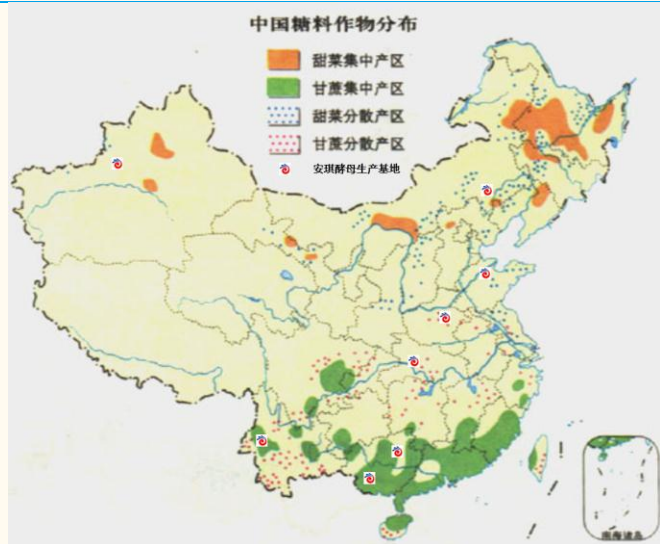 中国糖料作物分布
甜菜集中产区
甘蔗集中产区
甜菜分散产区
甘蔗分散产区
安琪酵母生产基地
南海诸岛